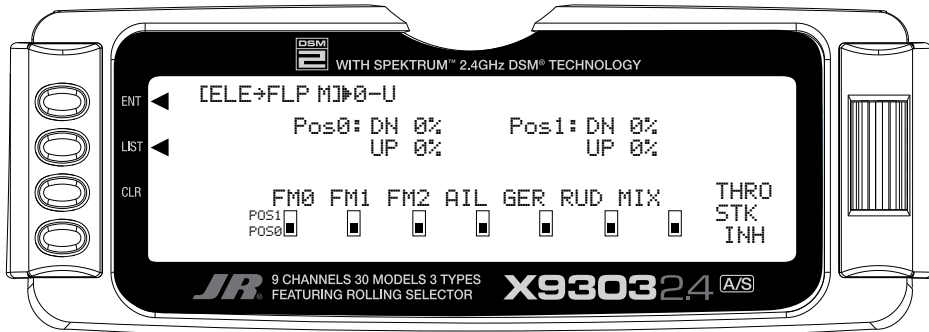 DSM
2
WITH SPEKTRUM™ 2.4GHz DSM® TECHNOLOGY
ENT
LIST
CLR
[ELE→FLP M]▶0-U
Pos0: DN 0% Pos1: DN 0%
UP 0% UP 0%
FM0 FM1 FM2 AIL GER RUD MIX
POS1
POS0
THRO
STK
INH
JR®
9 CHANNELS 30 MODELS 3 TYPES
FEATURING ROLLING SELECTOR
X9303 2.4 A/S